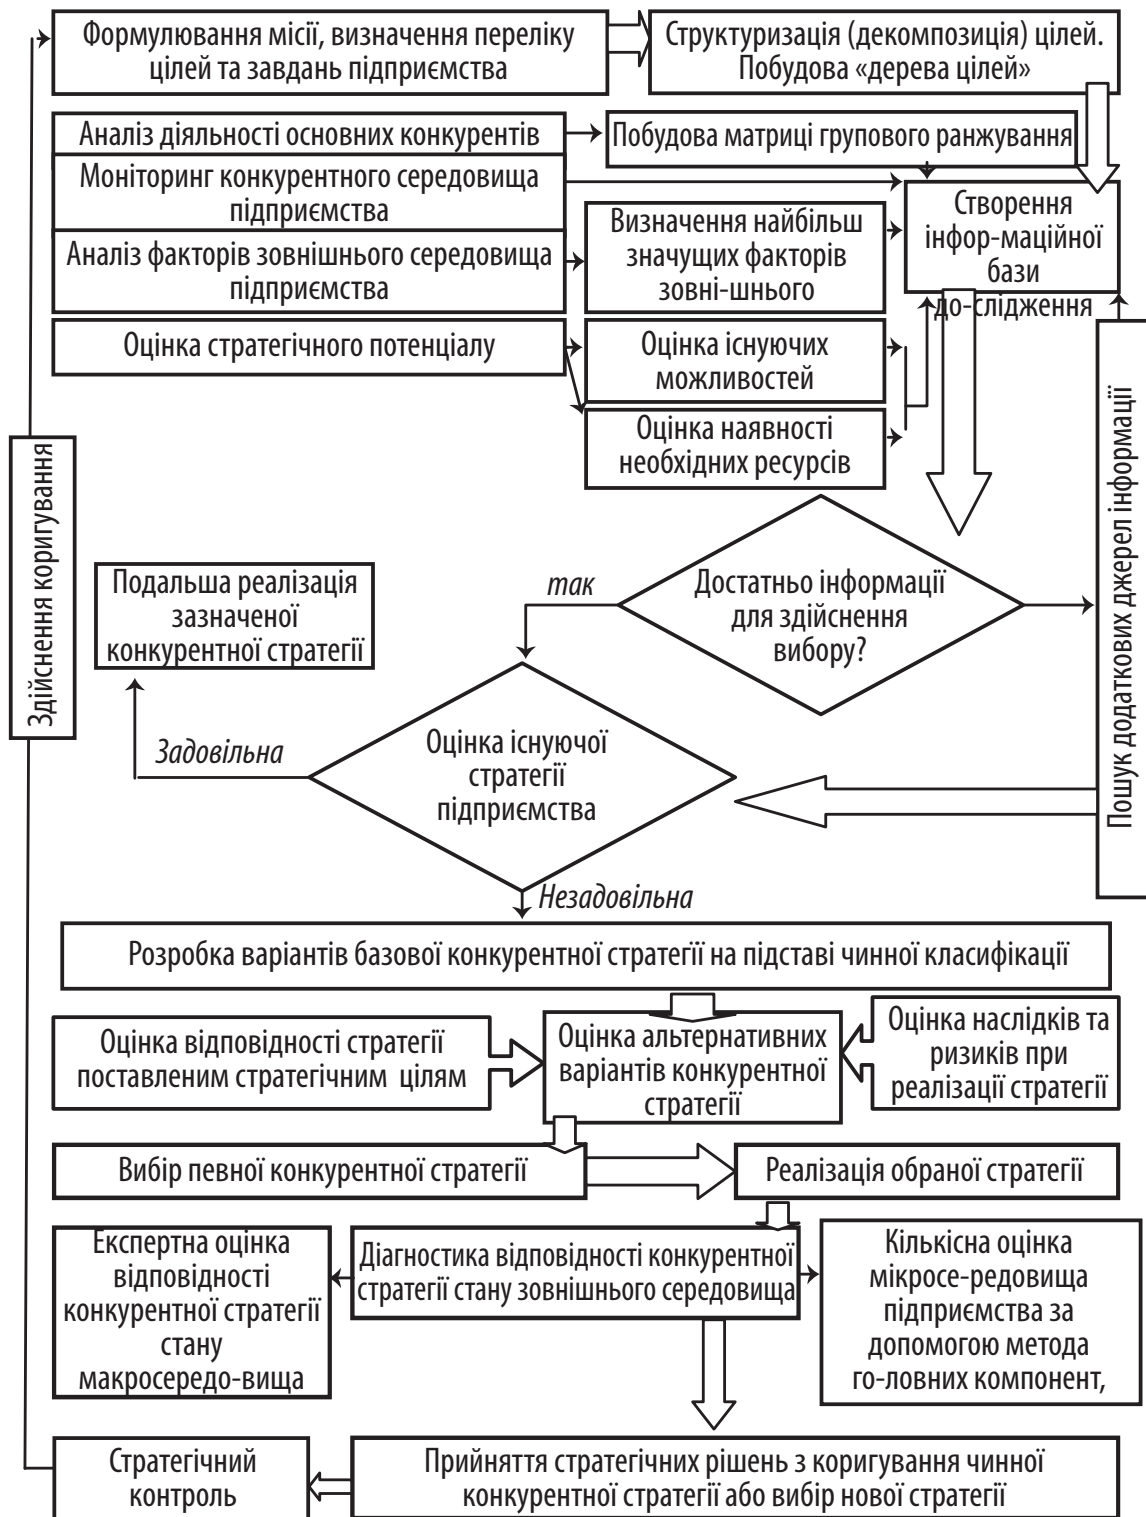 Формулювання місії, визначення переліку
цілей та завдань підприємства
Структуризація (декомпозиція) цілей.
Побудова «дерева цілей»
Аналіз діяльності основних конкурентів
Побудова матриці групового ранжування
Моніторинг конкурентного середовища
підприємства
Створення
інфор-маційної
бази
до-слідження
Аналіз факторів зовнішнього середовища
підприємства
Визначення найбільш
значущих факторів
зовні-шнього
Оцінка стратегічного потенціалу
Оцінка існуючих
можливостей
Оцінка наявності
необхідних ресурсів
Пошук додаткових джерел інформації
Здійснення коригування
Достатньо інформації
для здійснення
вибору?
так
Подальша реалізація
зазначеної
конкурентної стратегії
Оцінка існуючої
стратегії
підприємства
Задовільна
Незадовільна
Розробка варіантів базової конкурентної стратегії на підставі чинної класифікації
Оцінка відповідності стратегії
поставленим стратегічним цілям
Оцінка альтернативних
варіантів конкурентної
стратегії
Оцінка наслідків та
ризиків при
реалізації стратегії
Вибір певної конкурентної стратегії
Реалізація обраної стратегії
Експертна оцінка
відповідності
конкурентної стратегії
стану
макросередо-вища
Діагностика відповідності конкурентної
стратегії стану зовнішнього середовища
Кількісна оцінка
мікросе-редовища
підприємства за
допомогою метода
го-ловних компонент,
Стратегічний
контроль
Прийняття стратегічних рішень з коригування чинної
конкурентної стратегії або вибір нової стратегії